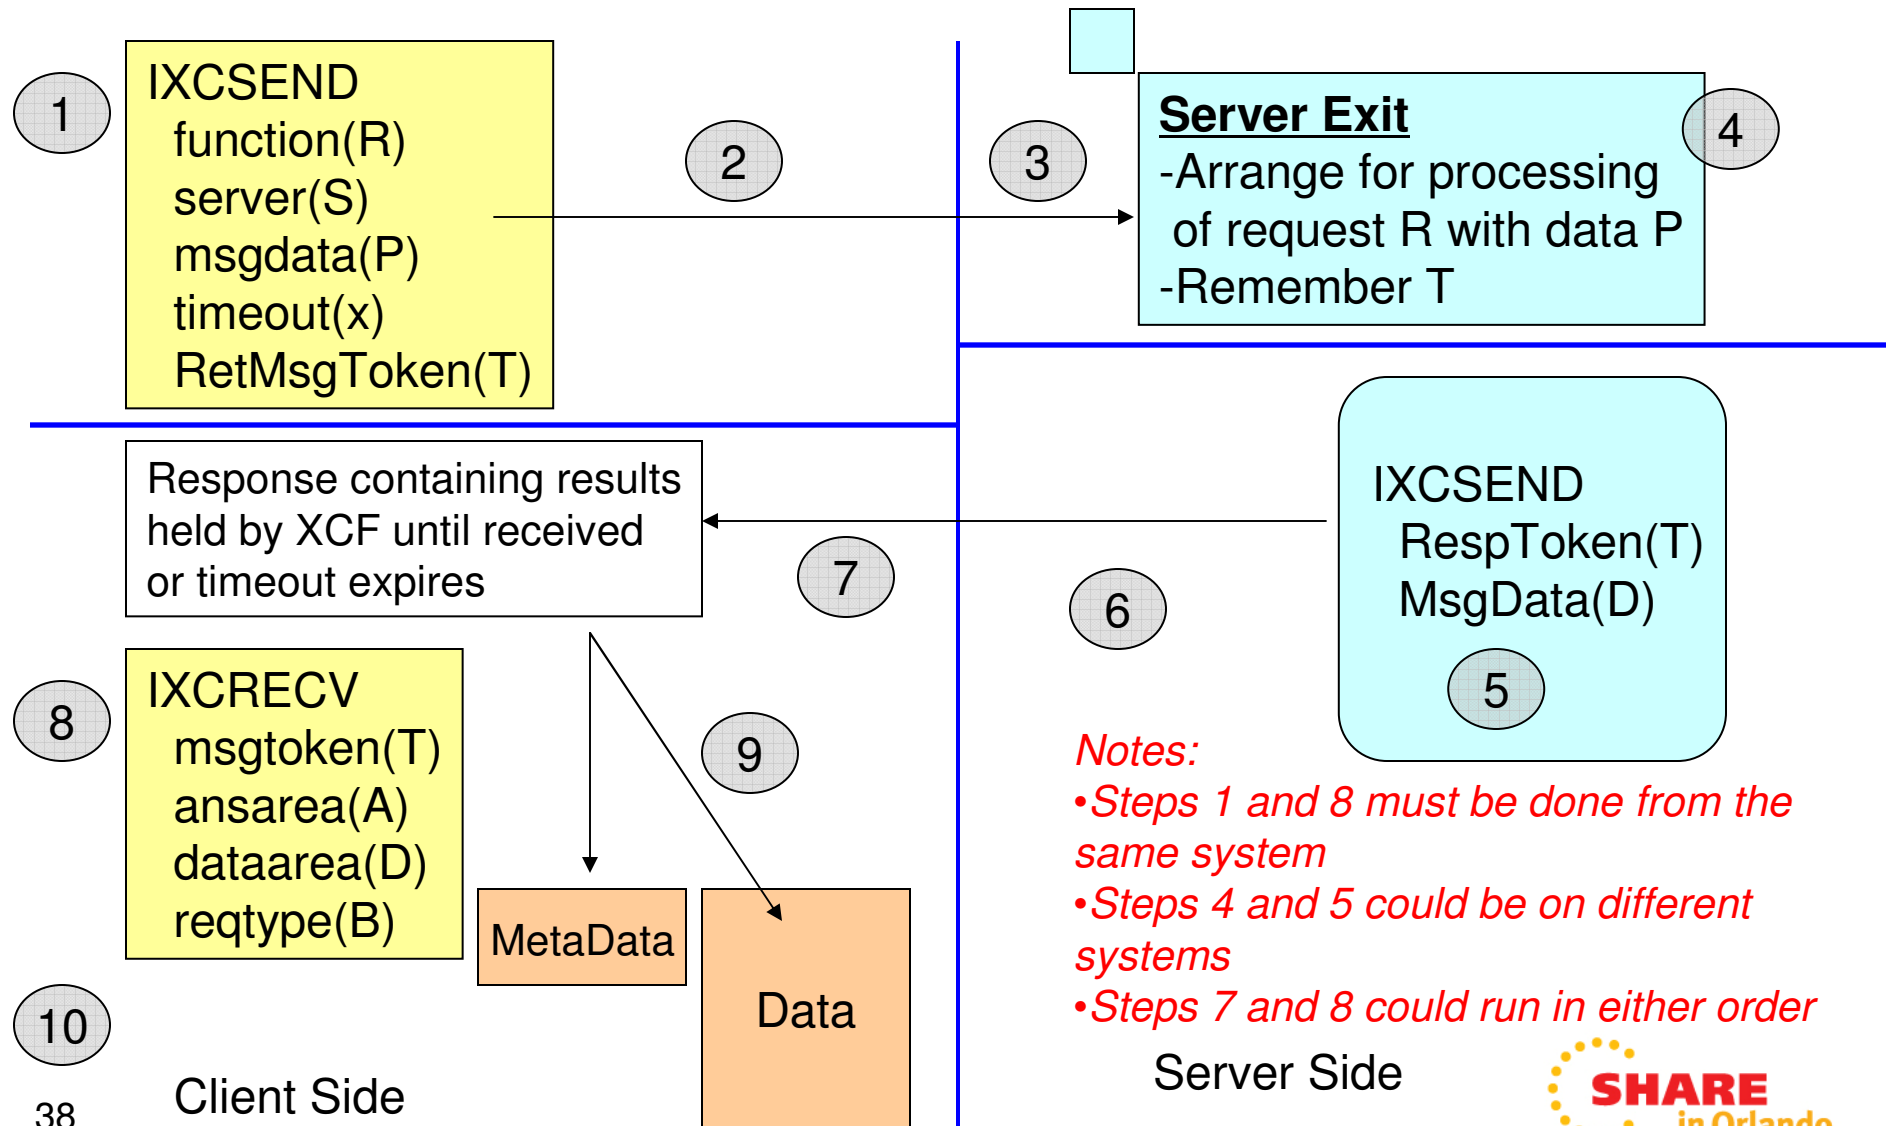 1
IXCSEND
function(R)
server(S)
msgdata(P)
timeout(x)
RetMsgToken(T)
2
3
Server Exit
-Arrange for processing
of request R with data P
-Remember T
4
Response containing results
held by XCF until received
or timeout expires
7
6
IXCSEND
RespToken(T)
MsgData(D)
5
8
IXCRECV
msgtoken(T)
ansarea(A)
dataarea(D)
reqtype(B)
9
MetaData
Data
Notes:
•Steps 1 and 8 must be done from the
same system
•Steps 4 and 5 could be on different
systems
•Steps 7 and 8 could run in either order
10
Client Side
Server Side
38
SHARE
in Orlando